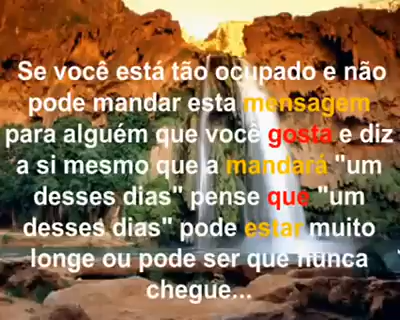 Se você está tão ocupado e não
pode mandar esta mensagem
para alguém que você gosta e diz
a si mesmo que a mandará "um
desses dias" pense que "um
desses dias" pode estar muito
longe ou pode ser que nunca
chegue...